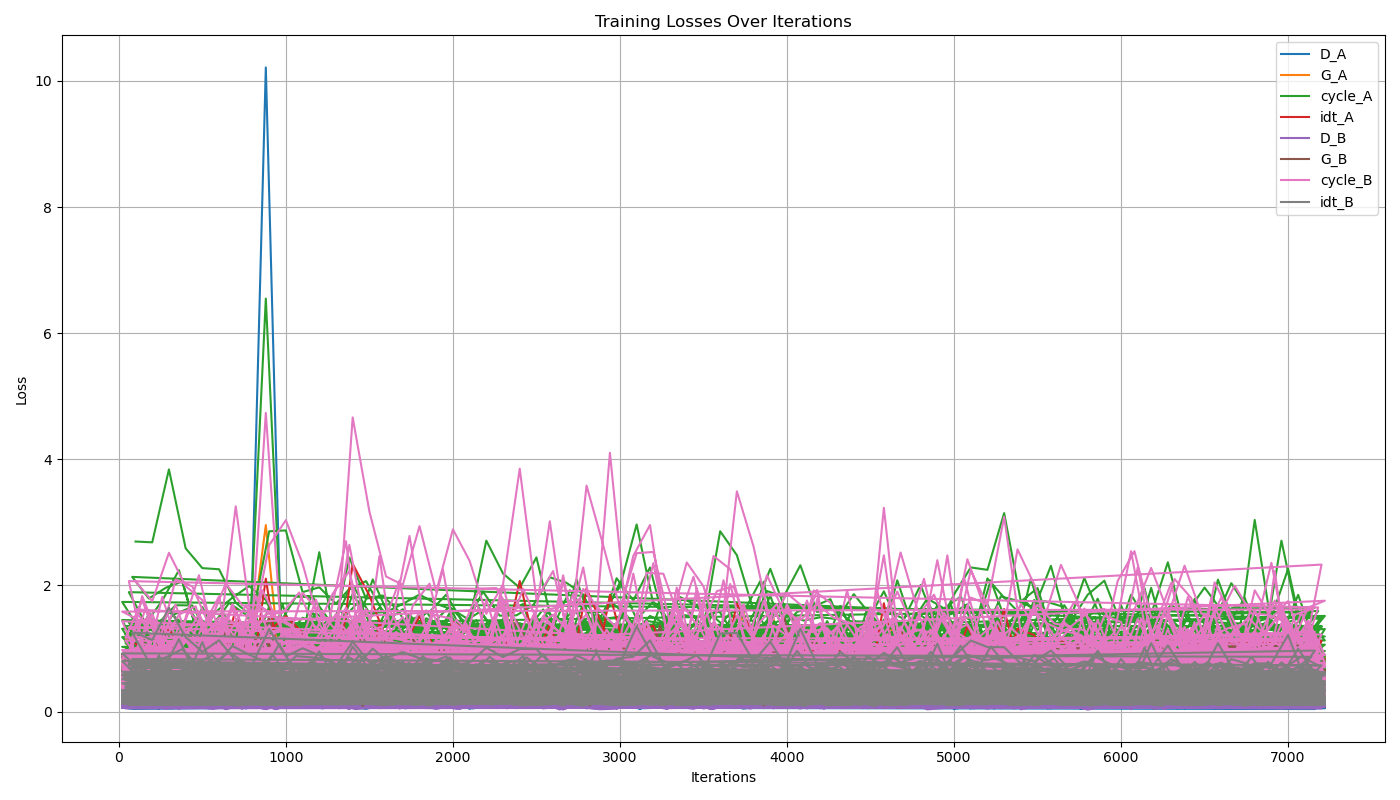 Training Losses Over Iterations
10
8
6
4
2
0
Loss
D_A
G_A
cycle_A
idt_A
D_B
G_B
cycle_B
idt_B
0 1000 2000 3000 4000 5000 6000 7000
Iterations